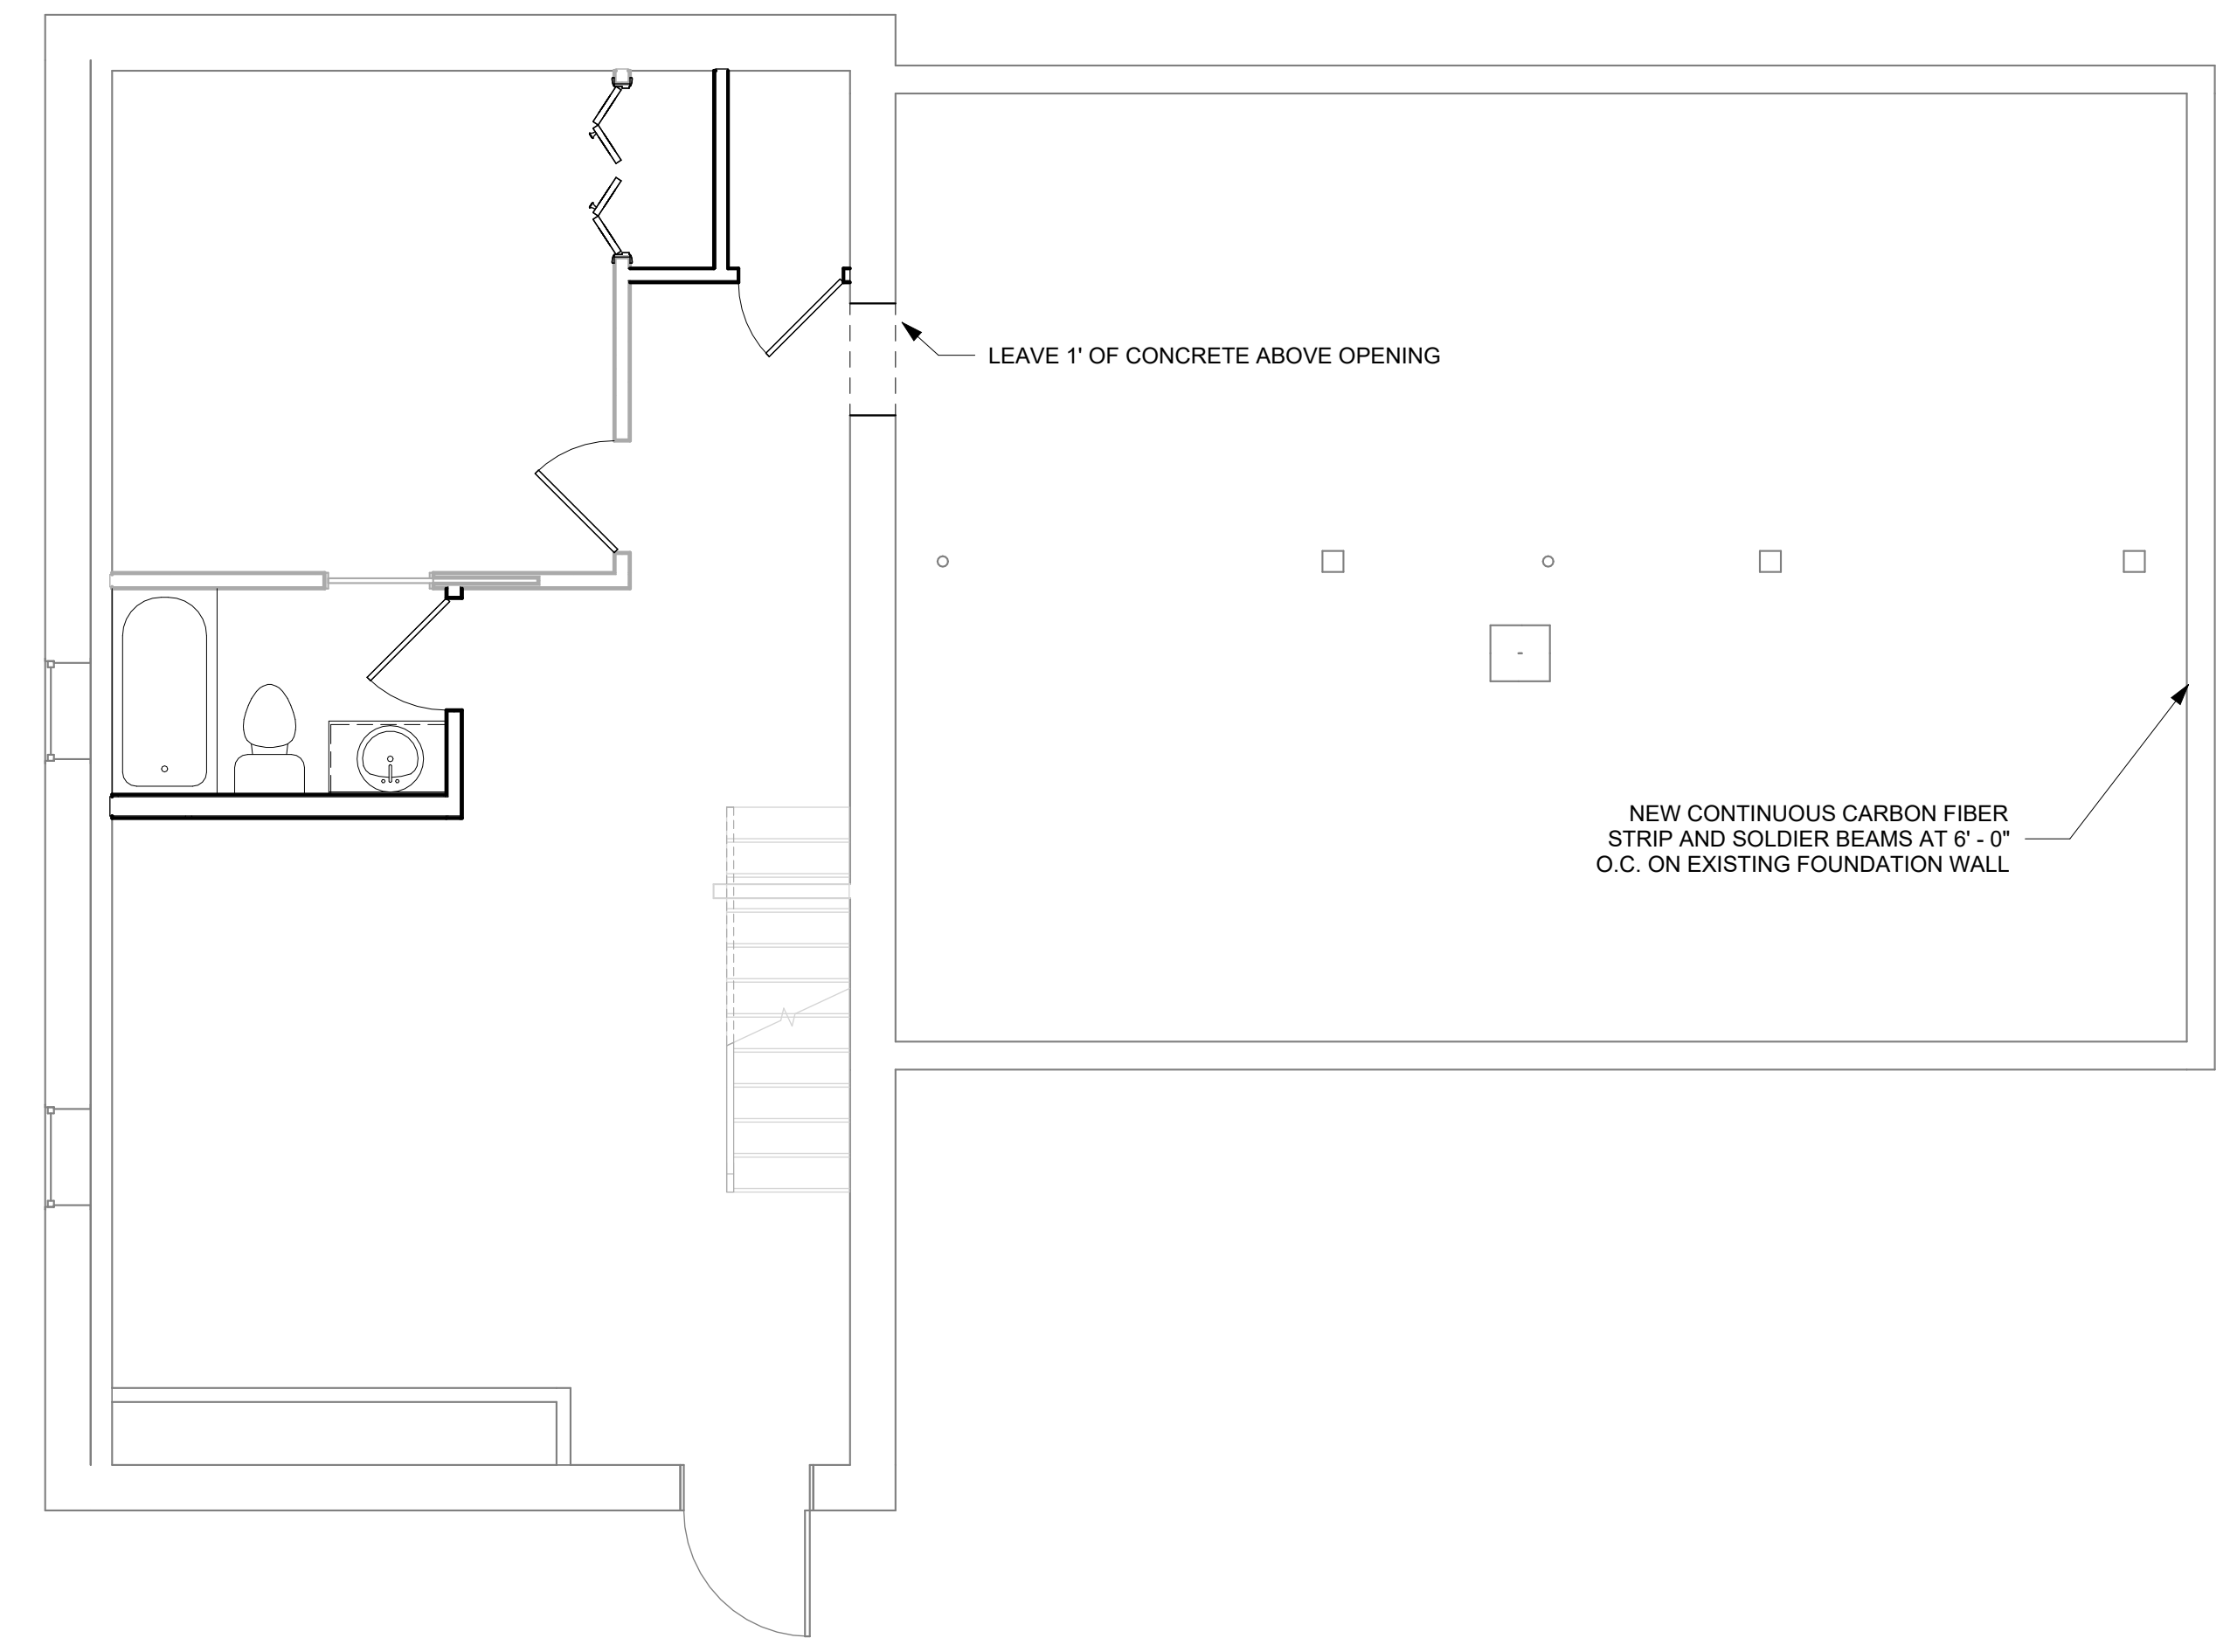 LEAVE 1' OF CONCRETE ABOVE OPENING
NEW CONTINUOUS CARBON FIBER
STRIP AND SOLDIER BEAMS AT 6' - 0"
O.C. ON EXISTING FOUNDATION WALL